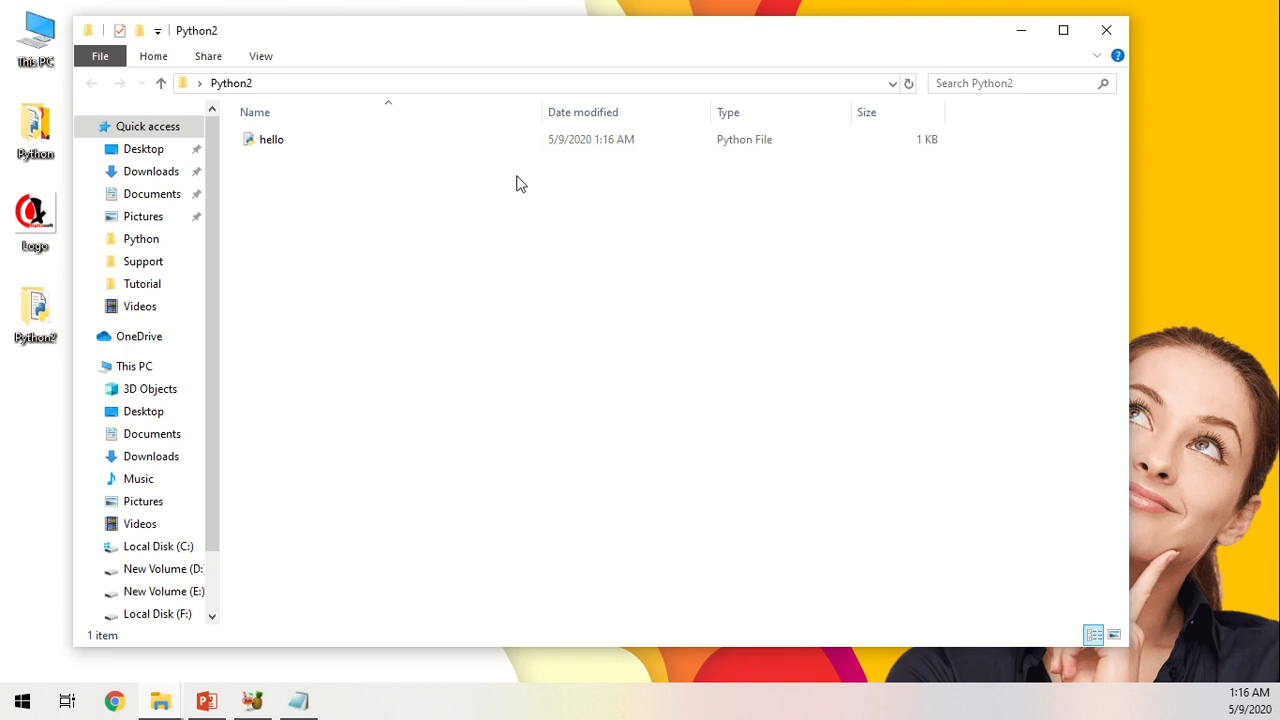 This PC
Python
Logo
Python2
Python2
File Home Share View
Python2
Search Python2
Name Date modified Type Size
hello 5/9/2020 1:16 AM Python File 1 KB
Quick access
Desktop
Downloads
Documents
Pictures
Python
Support
Tutorial
Videos
OneDrive
This PC
3D Objects
Desktop
Documents
Downloads
Music
Pictures
Videos
Local Disk (C:)
New Volume (D:
New Volume (E:)
Local Disk (F:)
1 item
1:16 AM
5/9/2020